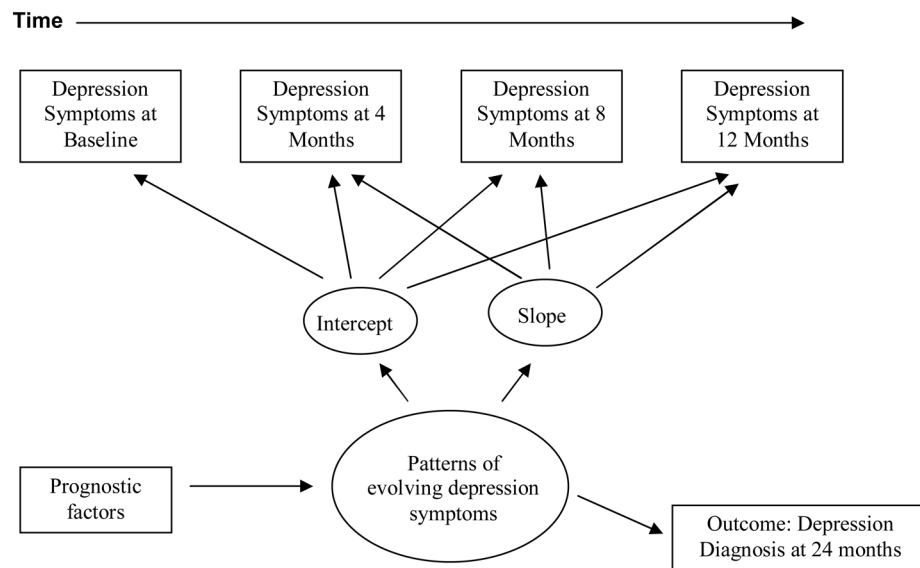 Time
Depression
Symptoms at
Baseline
Depression
Symptoms at 4
Months
Depression
Symptoms at 8
Months
Depression
Symptoms at
12 Months
Intercept
Slope
Patterns of
evolving depression
symptoms
Prognostic
factors
Outcome: Depression
Diagnosis at 24 months